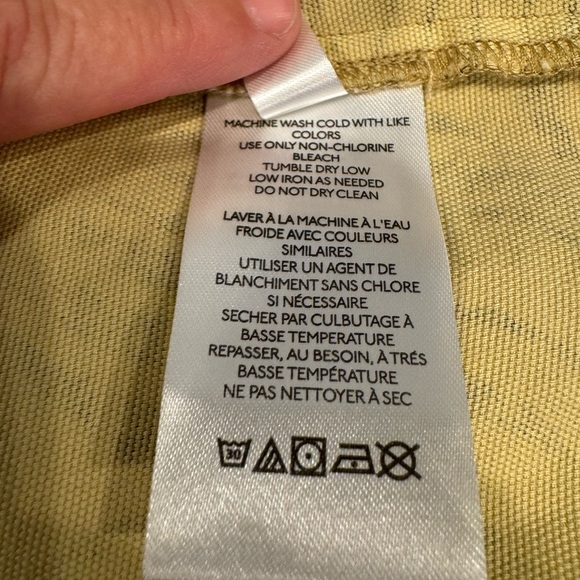 MACHINE WASH COLD WITH LIKE
COLORS
USE ONLY NON-CHLORINE
BLEACH
TUMBLE DRY LOW
LOW IRON AS NEEDED
DO NOT DRY CLEAN
LAVER À LA MACHINE À L'EAU
FROIDE AVEC COULEURS
SIMILAIRES
UTILISER UN AGENT DE
BLANCHIMENT SANS CHLORE
SI NÉCESSAIRE
SECHER PAR CULBUTAGE À
BASSE TEMPERATURE
REPASSER, AU BESOIN, À TRÉS
BASSE TEMPÉRATURE
NE PAS NETTOYER À SEC
30